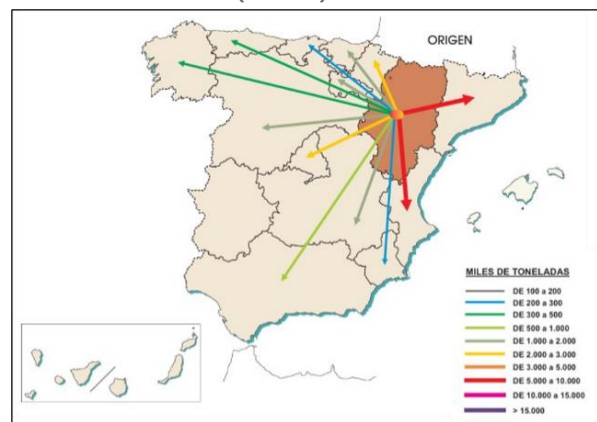 ORIGEN
MILES DE TONELADAS
DE 100 a 200
DE 200 a 300
DE 300 a 500
DE 500 a 1.000
DE 1.000 a 2.000
DE 2.000 a 3.000
DE 3.000 a 5.000
DE 5.000 a 10.000
DE 10.000 a 15.000
> 15.000